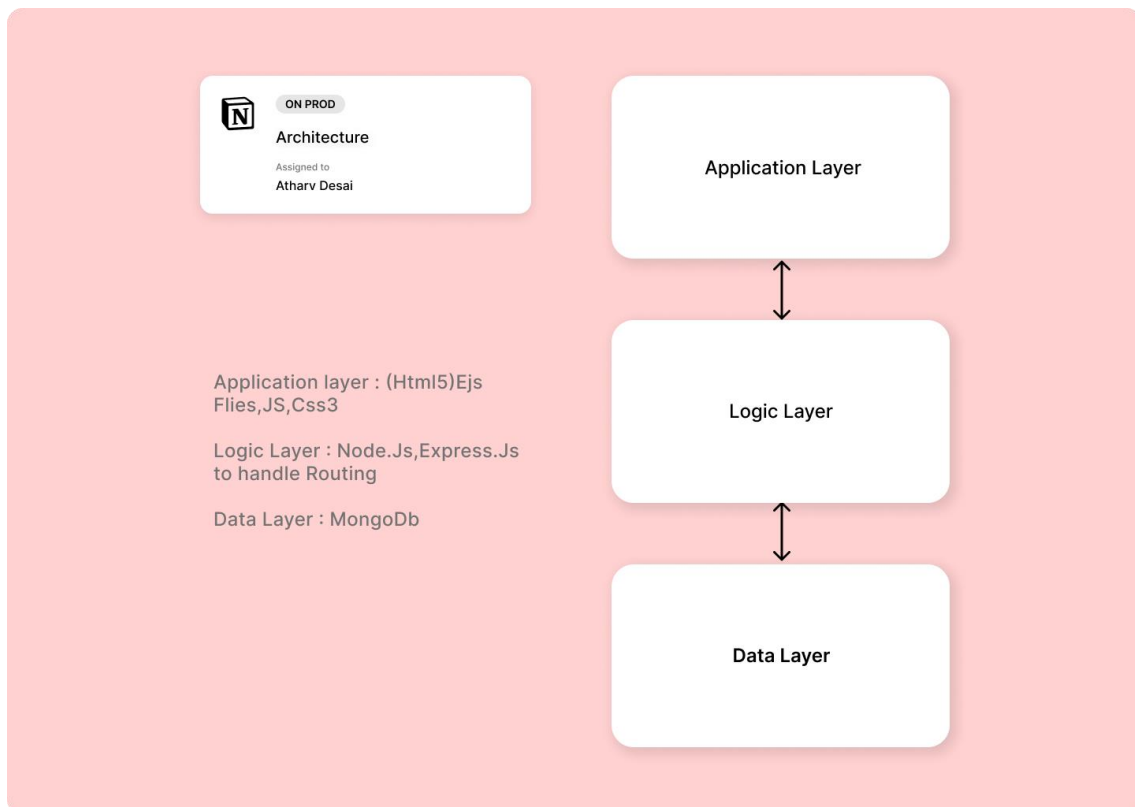 N
ON PROD
Architecture
Assigned to
Atharv Desai
Application layer : (Html5)Ejs
Flies,JS,Css3
Logic Layer : Node.Js,Express.Js
to handle Routing
Data Layer : MongoDb
Application Layer
Logic Layer
Data Layer